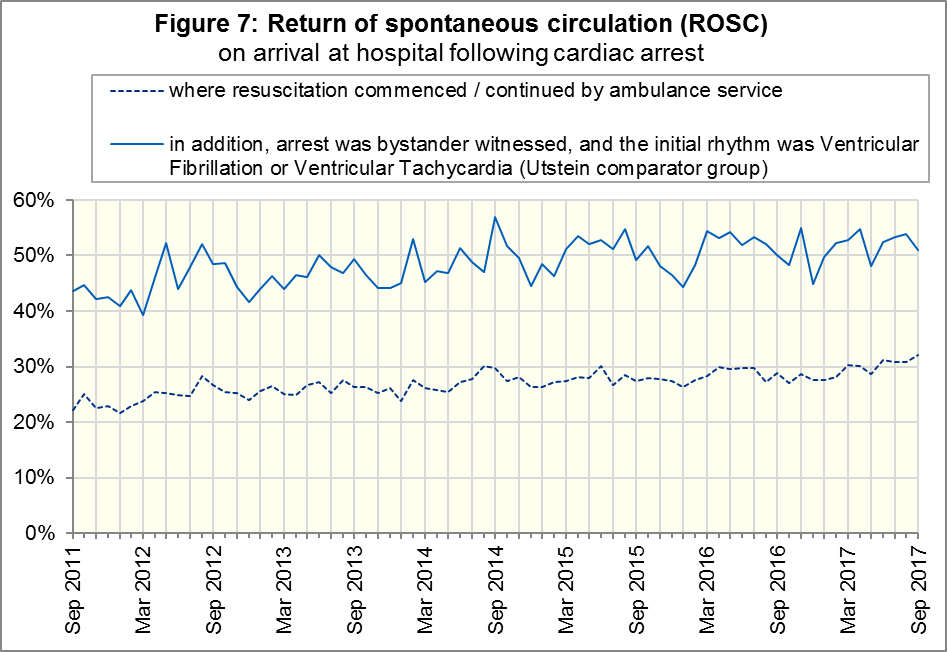 Figure 7: Return of spontaneous circulation (ROSC)
on arrival at hospital following cardiac arrest
where resuscitation commenced / continued by ambulance service
in addition, arrest was bystander witnessed, and the initial rhythm was Ventricular
Fibrillation or Ventricular Tachycardia (Utstein comparator group)
60%
50%
40%
30%
20%
10%
0%
Sep 2011
Mar 2012
Sep 2012
Mar 2013
Sep 2013
Mar 2014
Sep 2014
Mar 2015
Sep 2015
Mar 2016
Sep 2016
Mar 2017
Sep 2017